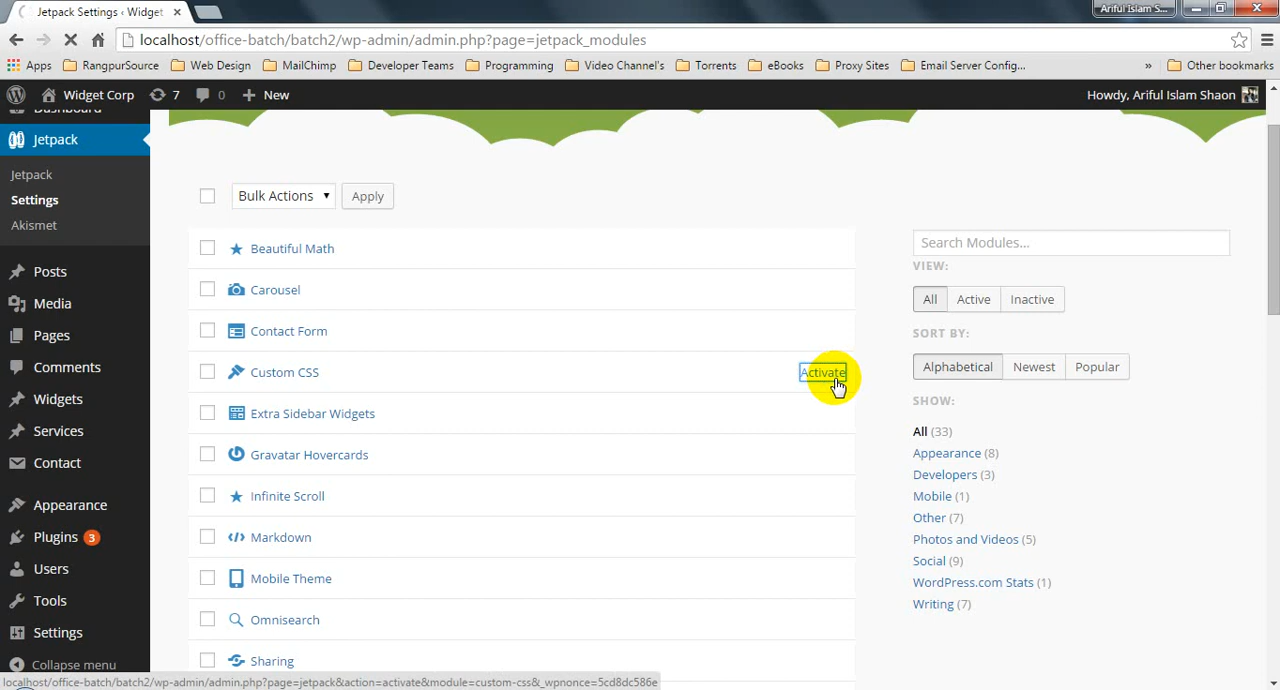 Jetpack Settings ‹ Widget
Ariful Islam S...
localhost/office-batch/batch2/wp-admin/admin.php?page=jetpack_modules
Apps RangpurSource Web Design MailChimp Developer Teams Programming Video Channel's Torrents eBooks Proxy Sites Email Server Config... » Other bookmarks
Widget Corp 7 0 New Howdy, Ariful Islam Shaon
Dashboard
Jetpack
Jetpack
Settings
Akismet
Posts
Media
Pages
Comments
Widgets
Services
Contact
Appearance
Plugins 3
Users
Tools
Settings
Collapse menu
Bulk Actions Apply
Beautiful Math
Carousel
Contact Form
Custom CSS Activate
Extra Sidebar Widgets
Gravatar Hovercards
Infinite Scroll
Markdown
Mobile Theme
Omnisearch
Sharing
Search Modules...
VIEW:
All Active Inactive
SORT BY:
Alphabetical Newest Popular
SHOW:
All (33)
Appearance (8)
Developers (3)
Mobile (1)
Other (7)
Photos and Videos (5)
Social (9)
WordPress.com Stats (1)
Writing (7)
localhost/office-batch/batch2/wp-admin/admin.php?page=jetpack&action=activate&module=custom-css&_wpnonce=5cd8dc586e